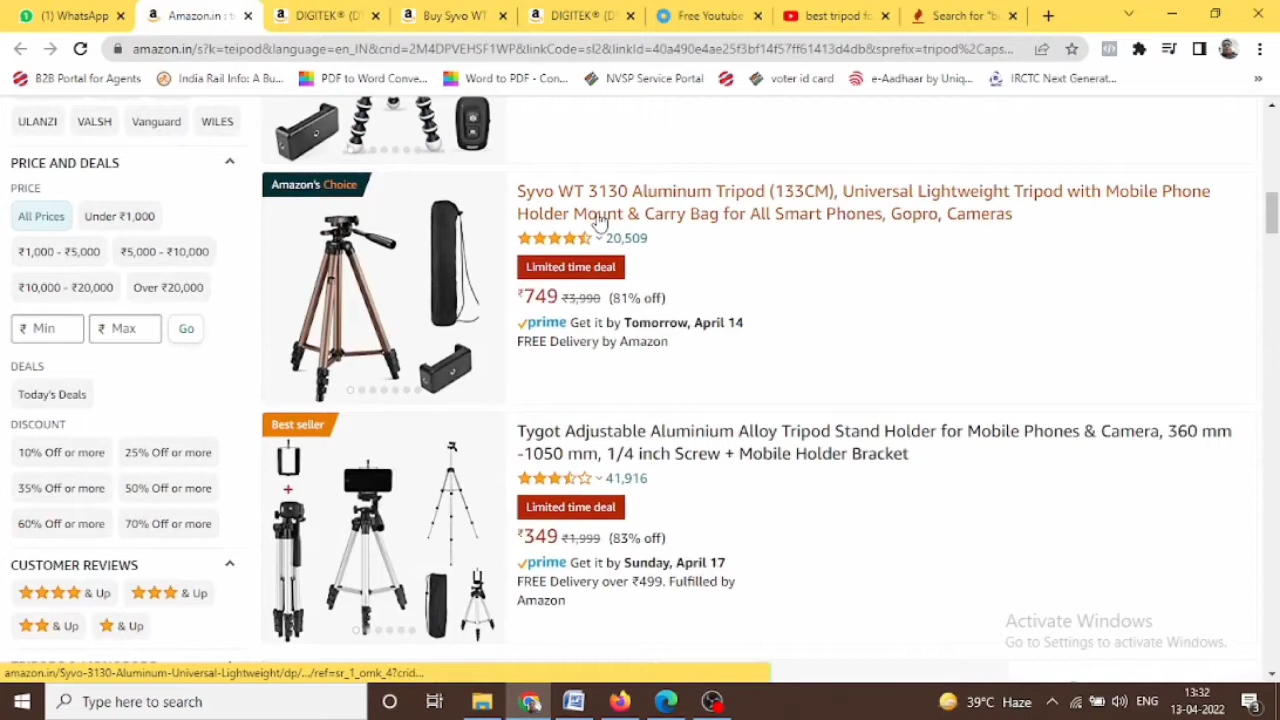 (1) WhatsApp
Amazon.in : t
DIGITEK® (D
Buy Syvo WT
DIGITEK® (D
Free Youtube
best tripod fo
Search for "b
amazon.in/s?k=teipod&language=en_IN&crid=2M4DPVEHSF1WP&linkCode=sl2&linkId=40a490e4ae25f3bf14f57ff61413d4db&sprefix=tripod%2Caps...
B2B Portal for Agents
India Rail Info: A Bu...
PDF to Word Conve...
Word to PDF - Con...
NVSP Service Portal
voter id card
e-Aadhaar by Uniq...
IRCTC Next Generat...
»
ULANZI
VALSH
Vanguard
WILES
PRICE AND DEALS
PRICE
All Prices
Under ₹1,000
₹1,000 - ₹5,000
₹5,000 - ₹10,000
₹10,000 - ₹20,000
Over ₹20,000
₹ Min
₹ Max
Go
DEALS
Today's Deals
DISCOUNT
10% Off or more
25% Off or more
35% Off or more
50% Off or more
60% Off or more
70% Off or more
CUSTOMER REVIEWS
& Up
& Up
& Up
& Up
Amazon's Choice
Syvo WT 3130 Aluminum Tripod (133CM), Universal Lightweight Tripod with Mobile Phone
Holder Mount & Carry Bag for All Smart Phones, Gopro, Cameras
20,509
Limited time deal
₹749 ₹3,990 (81% off)
prime Get it by Tomorrow, April 14
FREE Delivery by Amazon
Best seller
Tygot Adjustable Aluminium Alloy Tripod Stand Holder for Mobile Phones & Camera, 360 mm
-1050 mm, 1/4 inch Screw + Mobile Holder Bracket
41,916
Limited time deal
₹349 ₹1,999 (83% off)
prime Get it by Sunday, April 17
FREE Delivery over ₹499. Fulfilled by
Amazon
Activate Windows
Go to Settings to activate Windows.
amazon.in/Syvo-3130-Aluminum-Universal-Lightweight/dp/.../ref=sr_1_omk_4?crid...
Type here to search
39°C Haze
ENG
13:32
13-04-2022
3